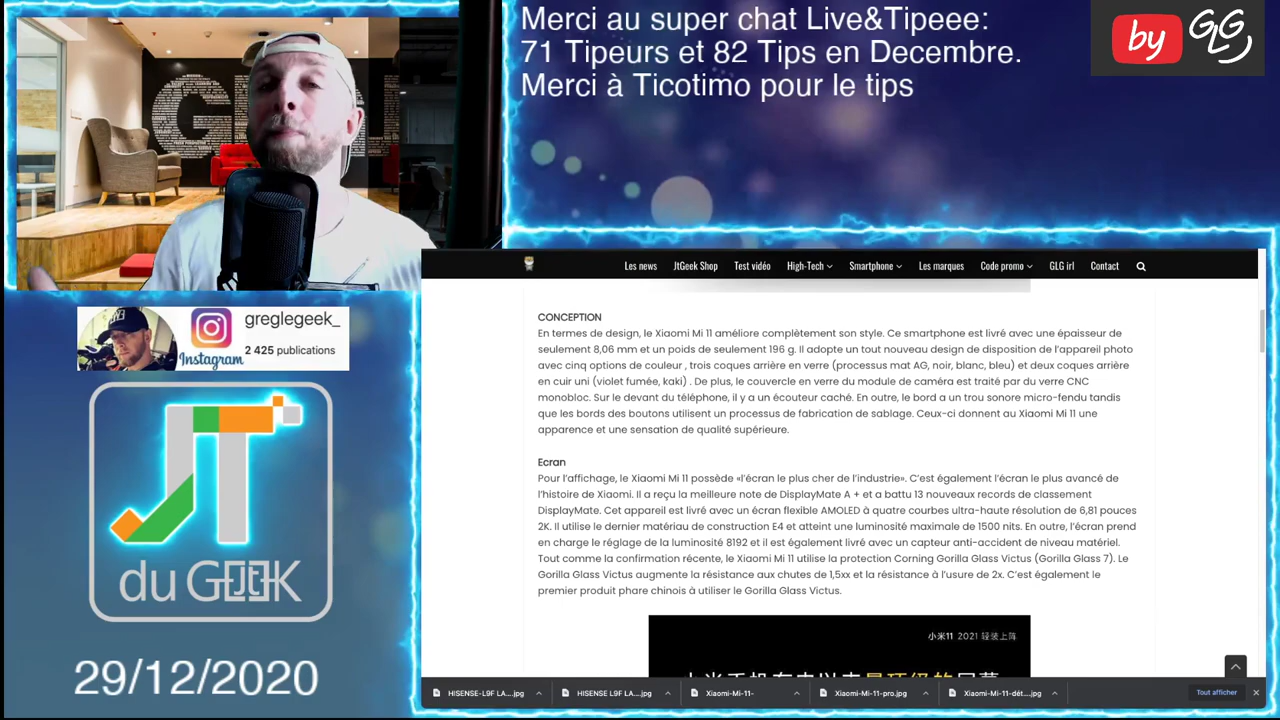 Merci au super chat Live&Tipeee:
71 Tipeurs et 82 Tips en Decembre.
Merci à Ticotimo pour le tips
by GLG
greglegeek_
Instagram
2 425 publications
JT
du GEEK
29/12/2020
Les news JtGeek Shop Test vidéo High-Tech Smartphone Les marques Code promo GLG irl Contact
CONCEPTION
En termes de design, le Xiaomi Mi 11 améliore complètement son style. Ce smartphone est livré avec une épaisseur de
seulement 8,06 mm et un poids de seulement 196 g. Il adopte un tout nouveau design de disposition de l'appareil photo
avec cinq options de couleur , trois coques arrière en verre (processus mat AG, noir, blanc, bleu) et deux coques arrière
en cuir uni (violet fumée, kaki) . De plus, le couvercle en verre du module de caméra est traité par du verre CNC
monobloc. Sur le devant du téléphone, il y a un écouteur caché. En outre, le bord a un trou sonore micro-fendu tandis
que les bords des boutons utilisent un processus de fabrication de sablage. Ceux-ci donnent au Xiaomi Mi 11 une
apparence et une sensation de qualité supérieure.
Ecran
Pour l'affichage, le Xiaomi Mi 11 possède «l'écran le plus cher de l'industrie». C'est également l'écran le plus avancé de
l'histoire de Xiaomi. Il a reçu la meilleure note de DisplayMate A + et a battu 13 nouveaux records de classement
DisplayMate. Cet appareil est livré avec un écran flexible AMOLED à quatre courbes ultra-haute résolution de 6,81 pouces
2K. Il utilise le dernier matériau de construction E4 et atteint une luminosité maximale de 1500 nits. En outre, l'écran prend
en charge le réglage de la luminosité 8192 et il est également livré avec un capteur anti-accident de niveau matériel.
Tout comme la confirmation récente, le Xiaomi Mi 11 utilise la protection Corning Gorilla Glass Victus (Gorilla Glass 7). Le
Gorilla Glass Victus augmente la résistance aux chutes de 1,5xx et la résistance à l'usure de 2x. C'est également le
premier produit phare chinois à utiliser le Gorilla Glass Victus.
小米11 2021 轻装上阵
HISENSE-L9F LA....jpg HISENSE L9F LA....jpg Xiaomi-Mi-11- Xiaomi-Mi-11-pro.jpg Xiaomi-Mi-11-dét....jpg Tout afficher